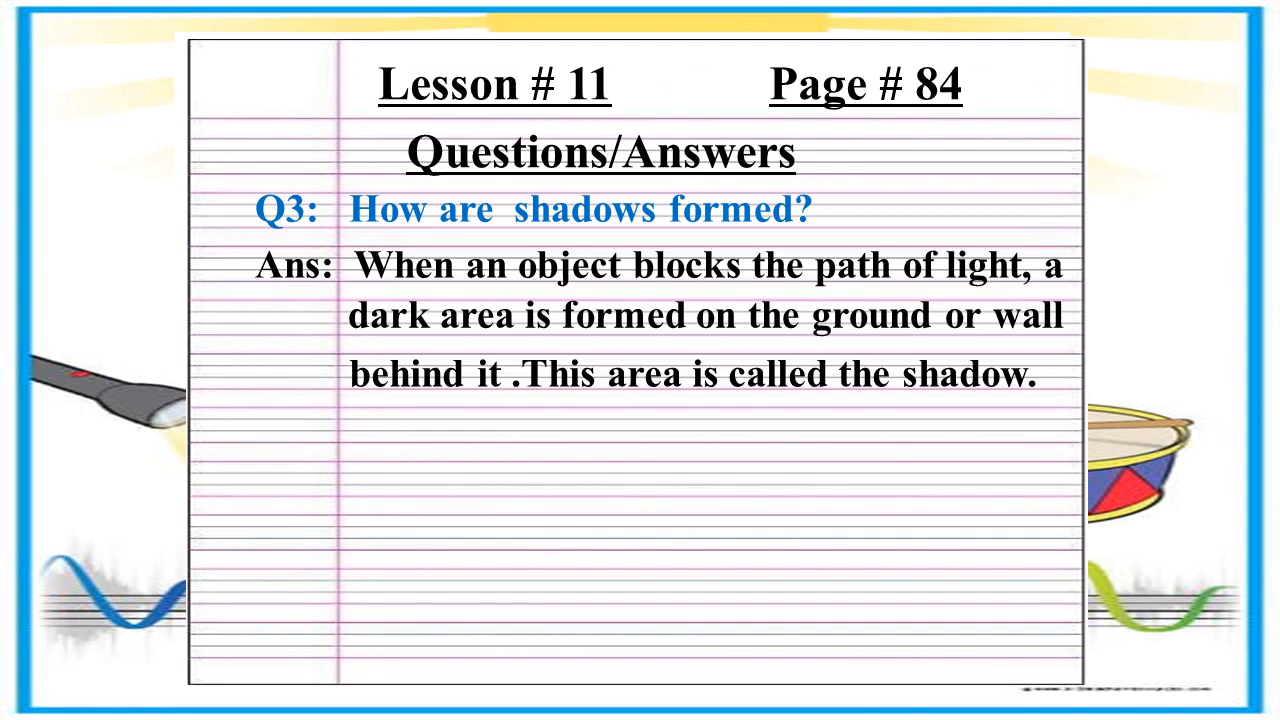 Lesson # 11 Page # 84
Questions/Answers
Q3: How are shadows formed?
Ans: When an object blocks the path of light, a
dark area is formed on the ground or wall
behind it .This area is called the shadow.